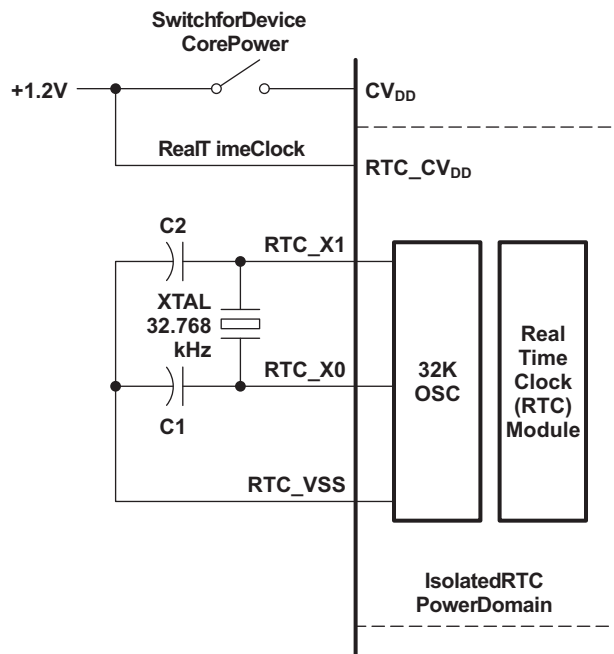 SwitchforDevice
CorePower
+1.2V
CVDD
RealT imeClock
RTC_CVDD
C2
RTC_X1
XTAL
32.768
kHz
RTC_X0
C1
RTC_VSS
32K
OSC
Real
Time
Clock
(RTC)
Module
IsolatedRTC
PowerDomain